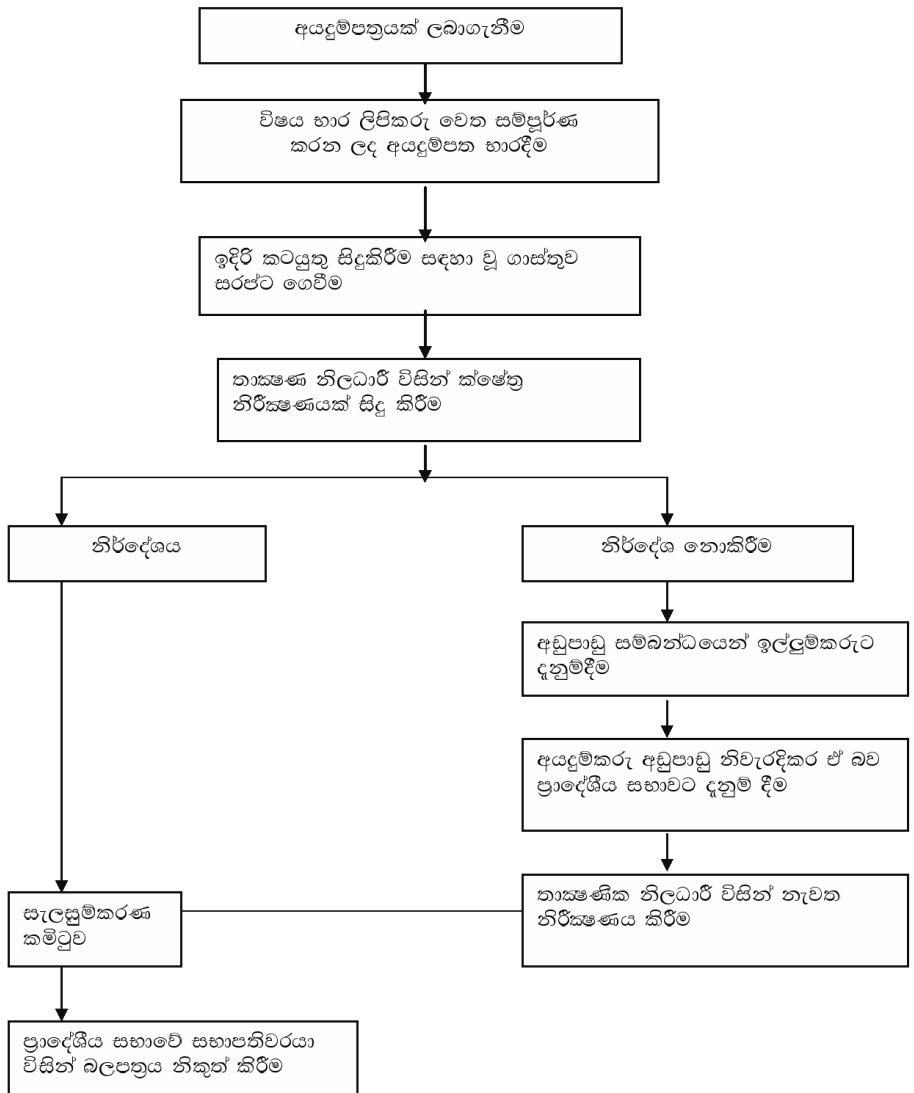 අයදුම්පත්‍රයක් ලබාගැනීම
විෂය භාර ලිපිකරු වෙත සම්පූර්ණ
කරන ලද අයදුම්පත භාරදීම
ඉදිරි කටයුතු සිදුකිරීම සඳහා වූ ගාස්තුව
සරප්ට ගෙවීම
තාක්‍ෂණ නිලධාරී විසින් ක්ෂේත්‍ර
නිරීක්‍ෂණයක් සිදු කිරීම
නිර්දේශය
නිර්දේශ නොකිරීම
අඩුපාඩු සම්බන්ධයෙන් ඉල්ලුම්කරුට
දැනුම්දීම
අයදුම්කරු අඩුපාඩු නිවැරදිකර ඒ බව
ප්‍රාදේශීය සභාවට දැනුම් දීම
තාක්‍ෂණික නිලධාරී විසින් නැවත
නිරීක්‍ෂණය කිරීම
සැලසුම්කරණ
කමිටුව
ප්‍රාදේශීය සභාවේ සභාපතිවරයා
විසින් බලපත්‍රය නිකුත් කිරීම